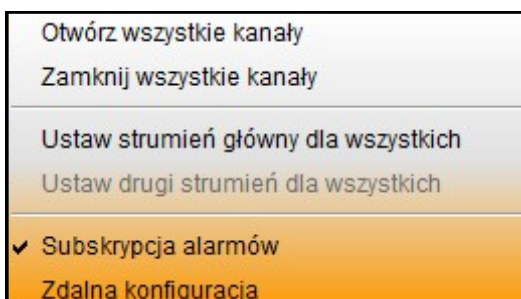 Otwórz wszystkie kanały
Zamknij wszystkie kanały
Ustaw strumień główny dla wszystkich
Ustaw drugi strumień dla wszystkich
Subskrypcja alarmów
Zdalna konfiguracja